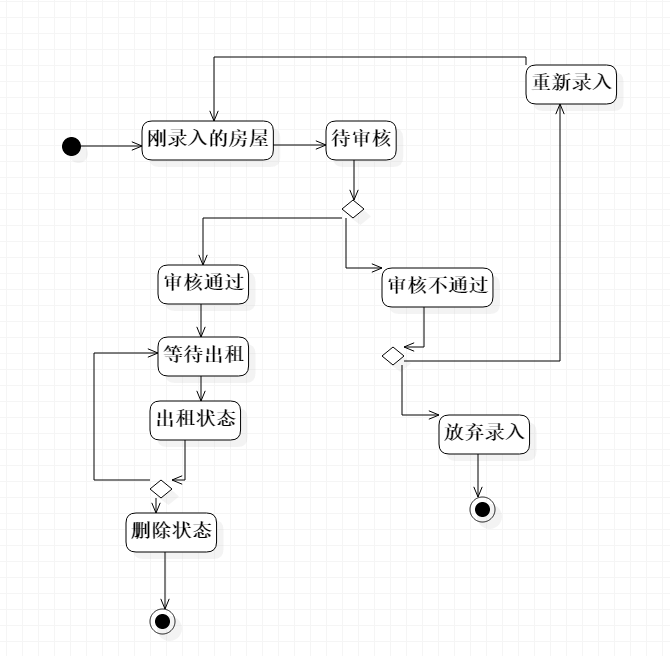 重新录入
刚录入的房屋
待审核
审核通过
审核不通过
等待出租
出租状态
放弃录入
删除状态